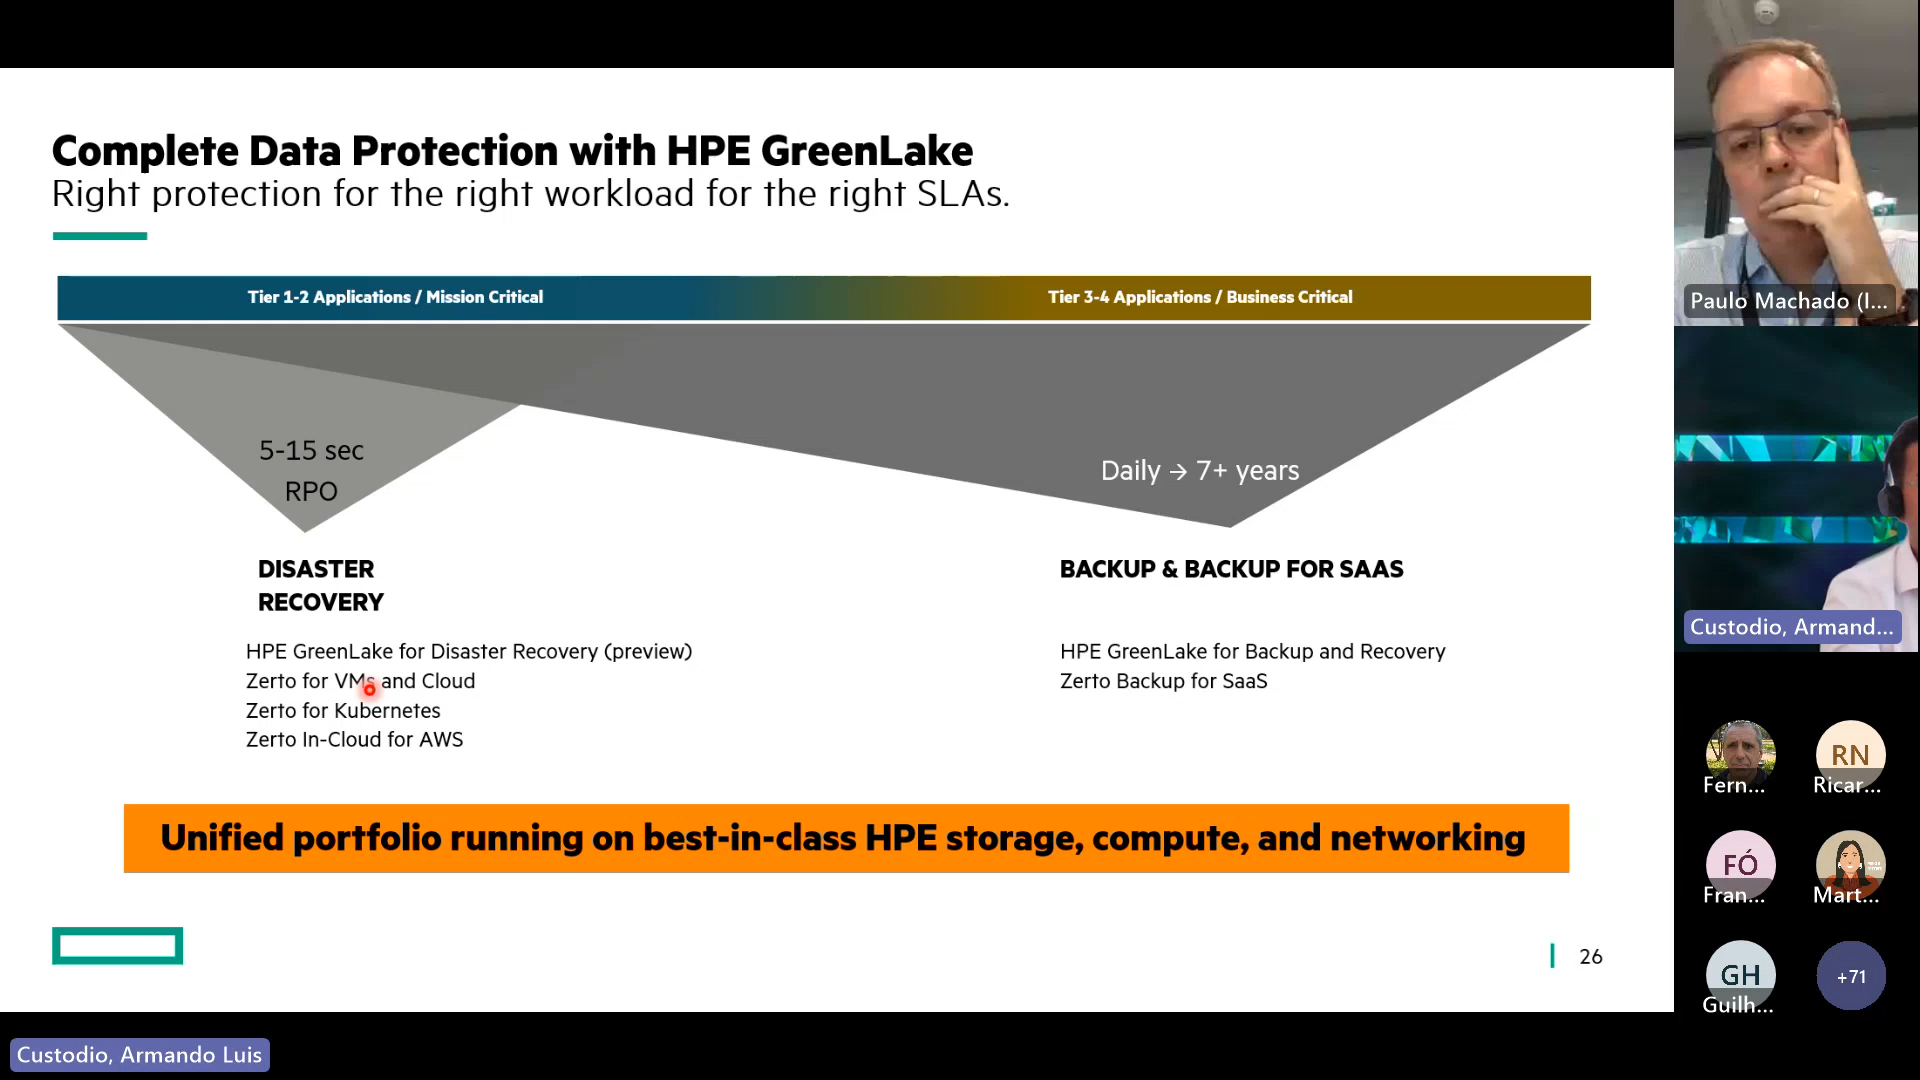 Complete Data Protection with HPE GreenLake
Right protection for the right workload for the right SLAs.
Tier 1-2 Applications / Mission Critical
Tier 3-4 Applications / Business Critical
5-15 sec
RPO
Daily → 7+ years
DISASTER
RECOVERY
BACKUP & BACKUP FOR SAAS
HPE GreenLake for Disaster Recovery (preview)
Zerto for VMs and Cloud
Zerto for Kubernetes
Zerto In-Cloud for AWS
HPE GreenLake for Backup and Recovery
Zerto Backup for SaaS
Unified portfolio running on best-in-class HPE storage, compute, and networking
26
Custodio, Armando Luis
Paulo Machado (I...
Custodio, Armand...
Fern...
RN
Ricar...
FÓ
Fran...
Mart...
GH
Guilh...
+71